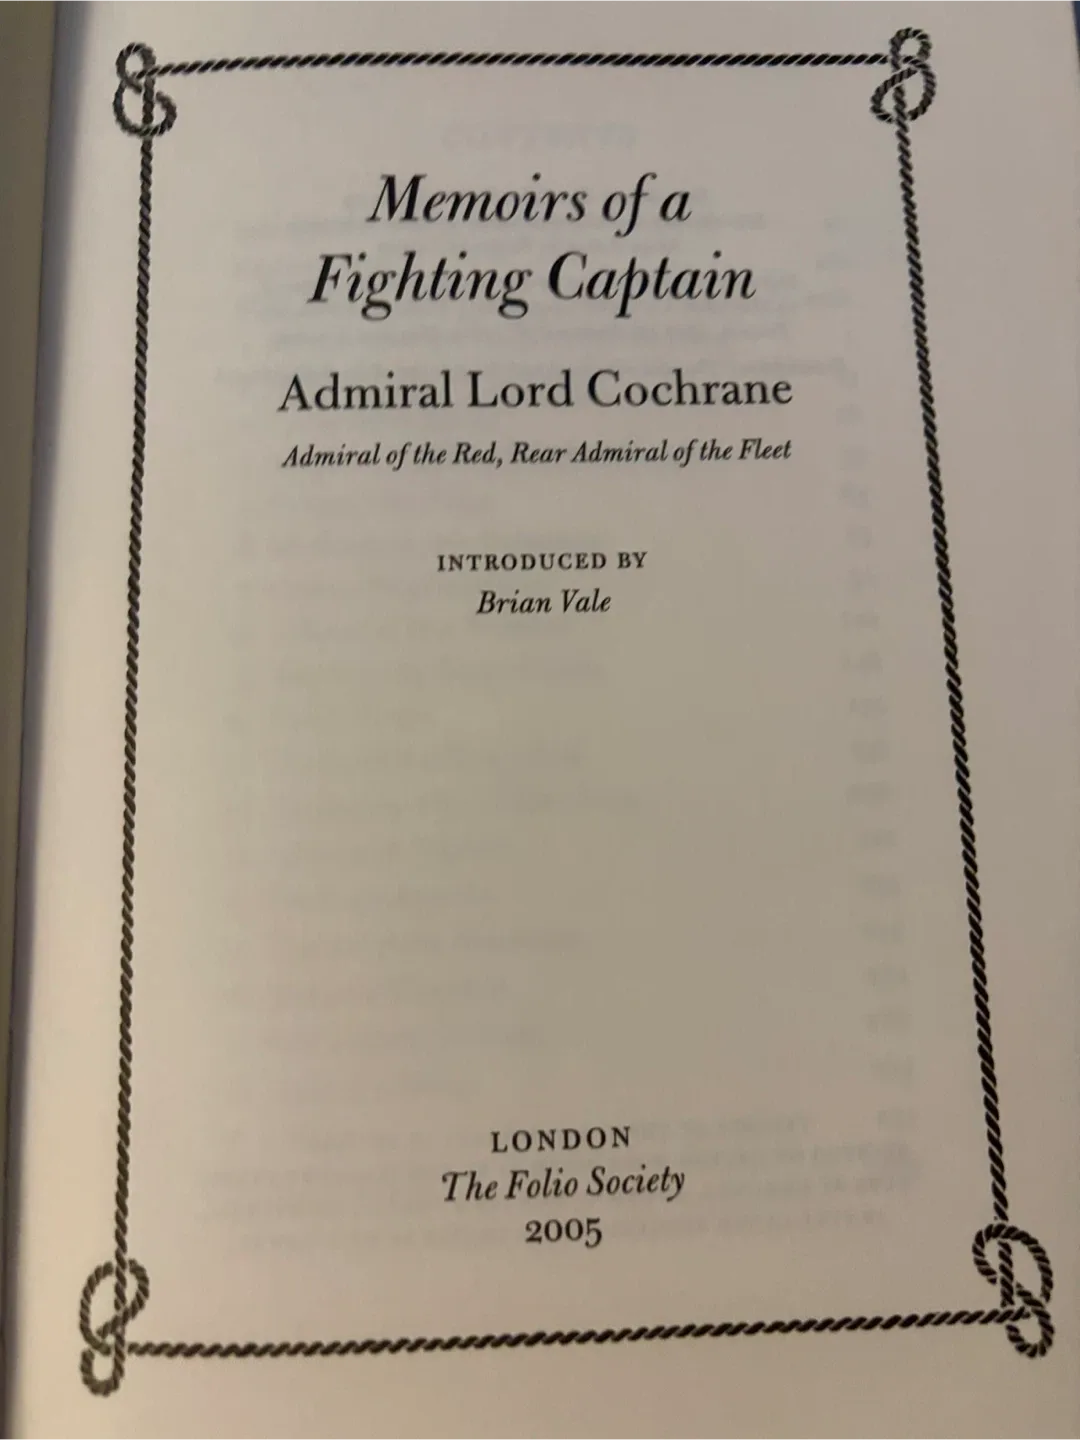 Memoirs of a
Fighting Captain
Admiral Lord Cochrane
Admiral of the Red, Rear Admiral of the Fleet
INTRODUCED BY
Brian Vale
LONDON
The Folio Society
2005